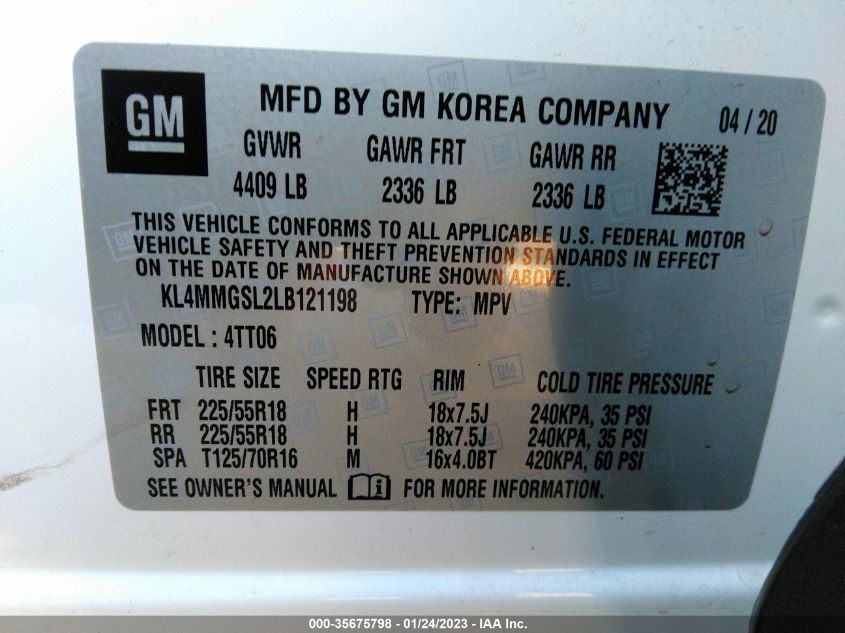 GM
MFD BY GM KOREA COMPANY 04 / 20
GVWR GAWR FRT GAWR RR
4409 LB 2336 LB 2336 LB
THIS VEHICLE CONFORMS TO ALL APPLICABLE U.S. FEDERAL MOTOR
VEHICLE SAFETY AND THEFT PREVENTION STANDARDS IN EFFECT
ON THE DATE OF MANUFACTURE SHOWN ABOVE.
KL4MMGSL2LB121198 TYPE: MPV
MODEL : 4TT06
TIRE SIZE SPEED RTG RIM COLD TIRE PRESSURE
FRT 225/55R18 H 18x7.5J 240KPA, 35 PSI
RR 225/55R18 H 18x7.5J 240KPA, 35 PSI
SPA T125/70R16 M 16x4.0BT 420KPA, 60 PSI
SEE OWNER'S MANUAL FOR MORE INFORMATION.
000-35675798 - 01/24/2023 - IAA Inc.